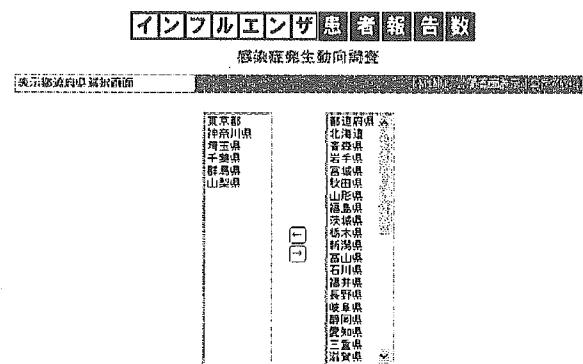 インフルエンザ患者報告数
感染症発生動向調査
表示都道府県選択画面
東京都
神奈川県
埼玉県
千葉県
群馬県
山梨県
←
→
都道府県
北海道
青森県
岩手県
宮城県
秋田県
山形県
福島県
茨城県
栃木県
新潟県
富山県
石川県
福井県
長野県
岐阜県
静岡県
愛知県
三重県
滋賀県